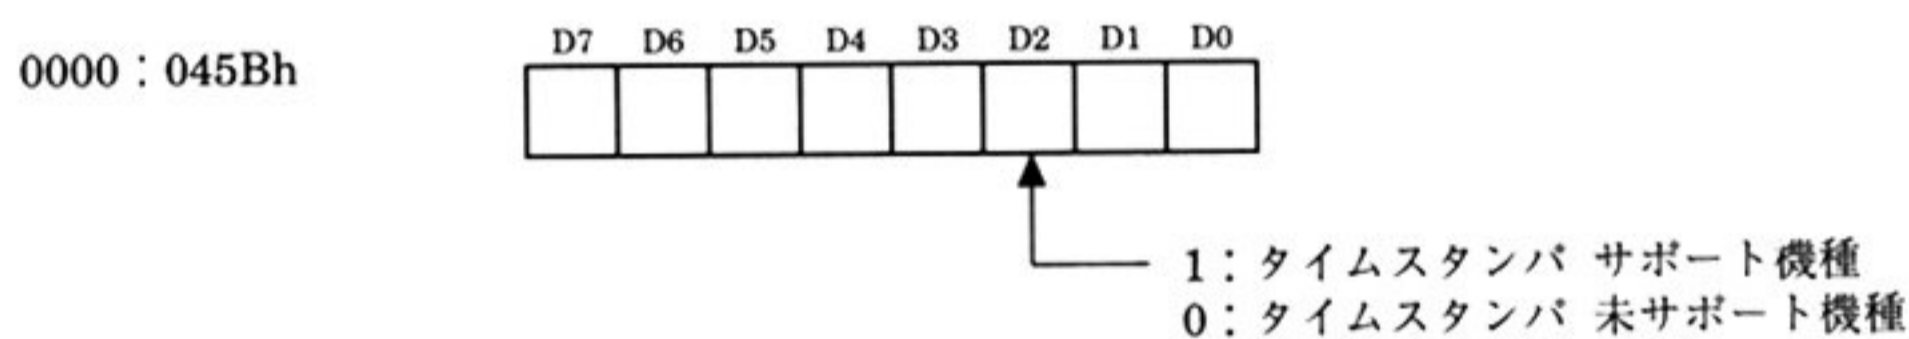 0000：045Bh
D7 D6 D5 D4 D3 D2 D1 D0
1：タイムスタンパ サポート機種
0：タイムスタンパ 未サポート機種